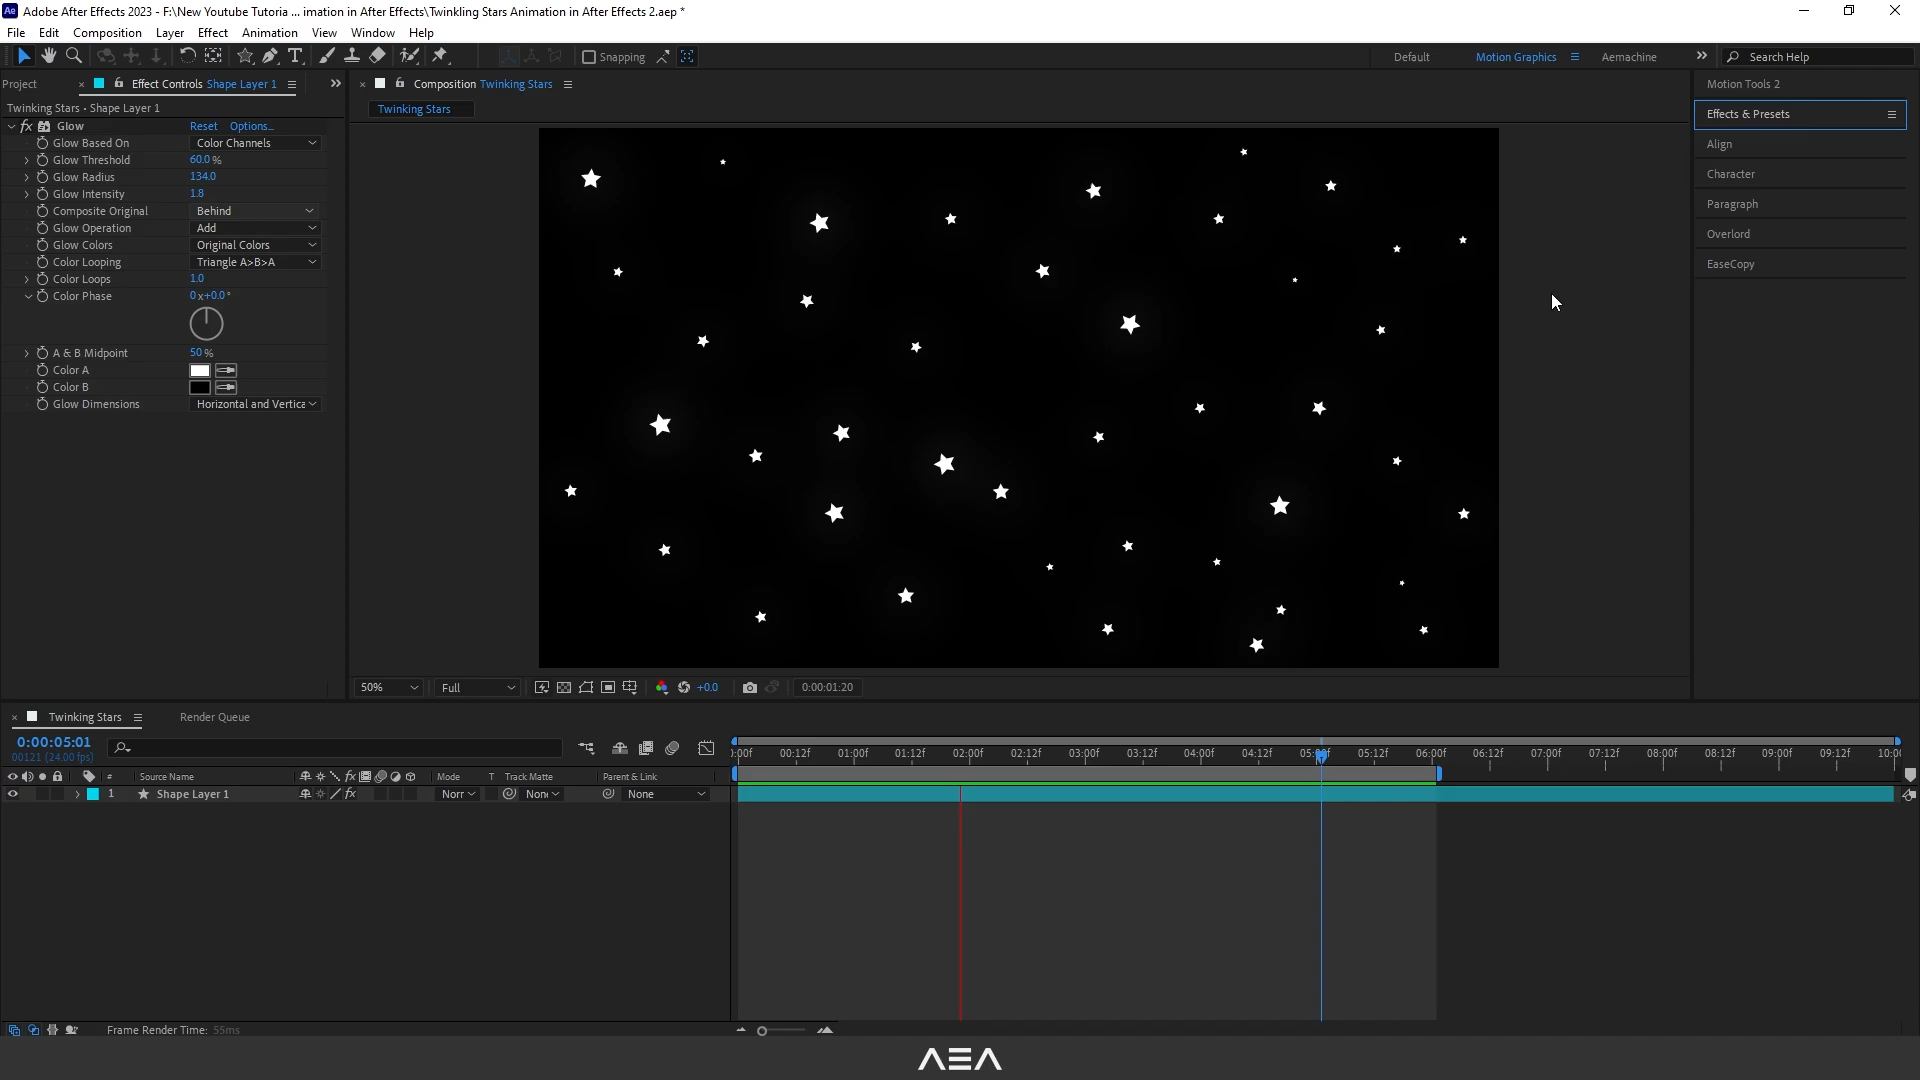 Ae Adobe After Effects 2023 - F:\New Youtube Tutoria ... imation in After Effects\Twinkling Stars Animation in After Effects 2.aep *
File Edit Composition Layer Effect Animation View Window Help
Snapping Default Motion Graphics Aemachine Search Help
Project Effect Controls Shape Layer 1 Composition Twinking Stars Motion Tools 2
Twinking Stars • Shape Layer 1 Twinking Stars Effects & Presets
fx Glow Reset Options...
Glow Based On Color Channels
Align
Glow Threshold 60.0 %
Glow Radius 134.0
Character
Glow Intensity 1.8
Paragraph
Composite Original Behind
Glow Operation Add
Overlord
Glow Colors Original Colors
Color Looping Triangle A>B>A
EaseCopy
Color Loops 1.0
Color Phase 0x+0.0°
A & B Midpoint 50 %
Color A
Color B
Glow Dimensions Horizontal and Vertica
50% Full +0.0 0:00:01:20
Twinking Stars Render Queue
0:00:05:01
00121 (24.00 fps)
):00f 00:12f 01:00f 01:12f 02:00f 02:12f 03:00f 03:12f 04:00f 04:12f 05:00f 05:12f 06:00f 06:12f 07:00f 07:12f 08:00f 08:12f 09:00f 09:12f 10:0
# Source Name fx Mode T Track Matte Parent & Link
1 Shape Layer 1 fx Norr None None
Frame Render Time: 55ms
AEA